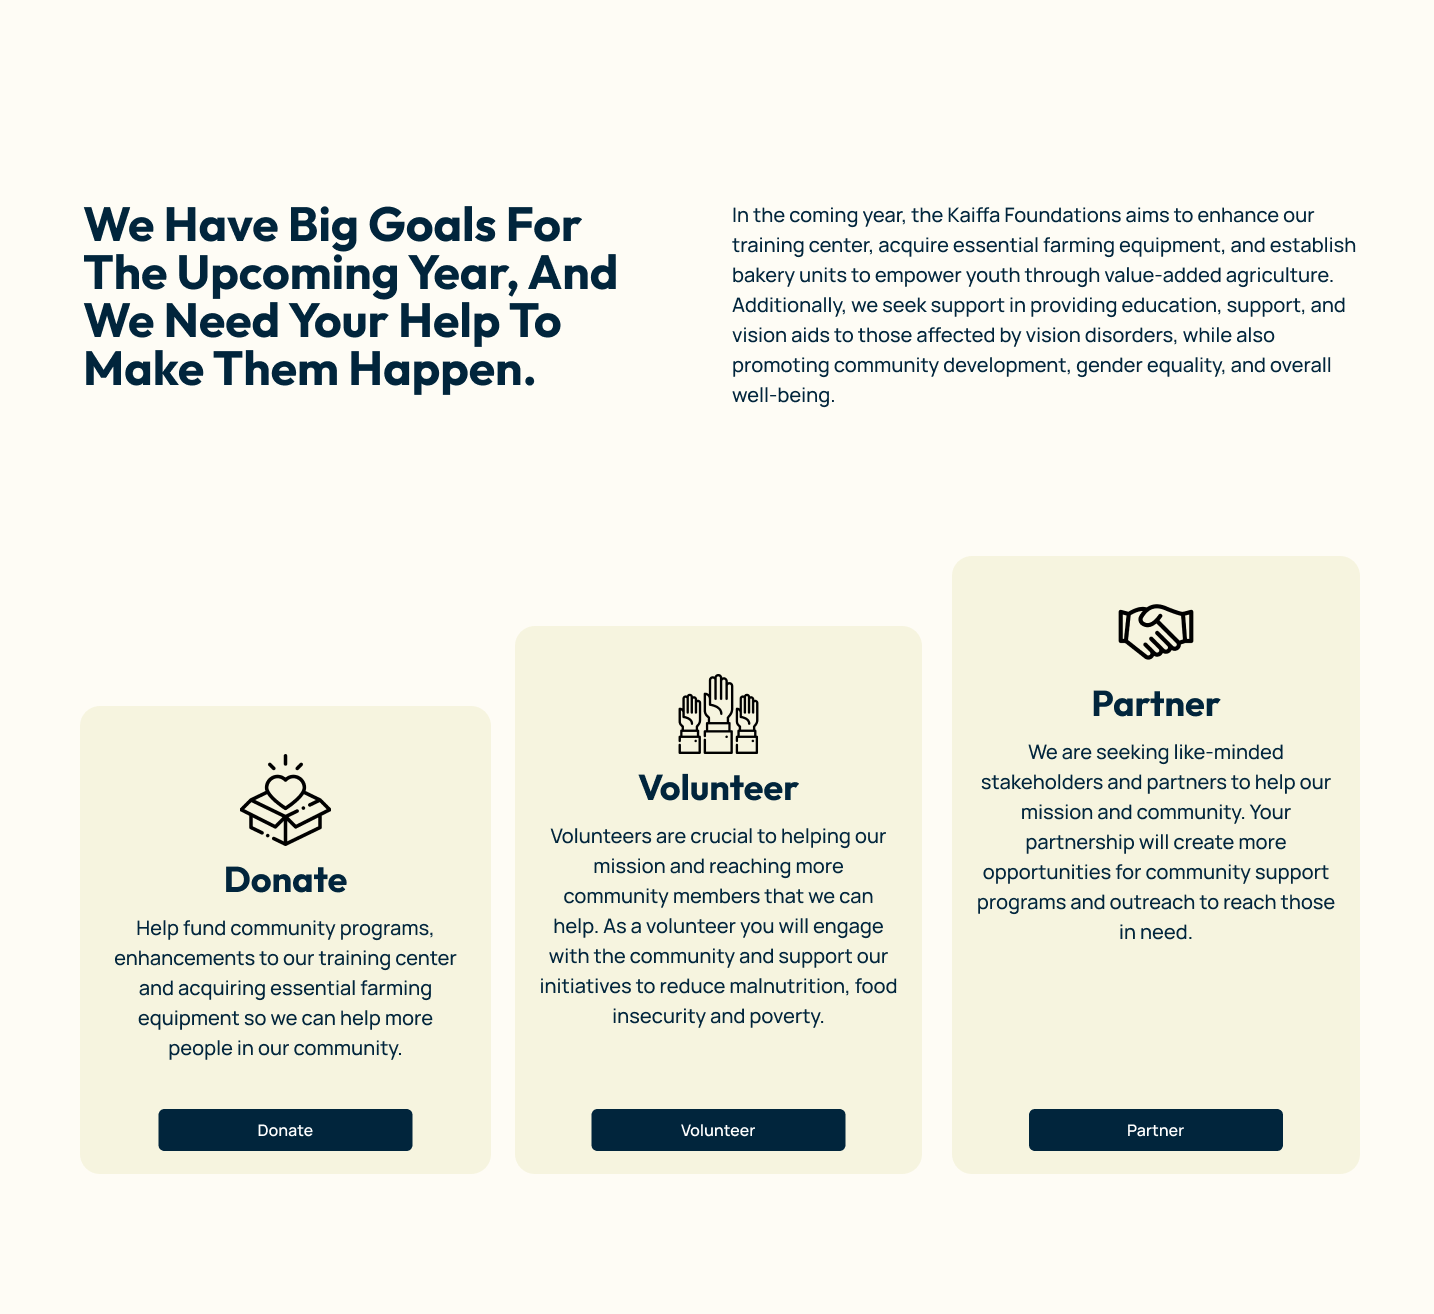 We Have Big Goals For
The Upcoming Year, And
We Need Your Help To
Make Them Happen.
In the coming year, the Kaiffa Foundations aims to enhance our
training center, acquire essential farming equipment, and establish
bakery units to empower youth through value-added agriculture.
Additionally, we seek support in providing education, support, and
vision aids to those affected by vision disorders, while also
promoting community development, gender equality, and overall
well-being.
Donate
Help fund community programs,
enhancements to our training center
and acquiring essential farming
equipment so we can help more
people in our community.
Donate
Volunteer
Volunteers are crucial to helping our
mission and reaching more
community members that we can
help. As a volunteer you will engage
with the community and support our
initiatives to reduce malnutrition, food
insecurity and poverty.
Volunteer
Partner
We are seeking like-minded
stakeholders and partners to help our
mission and community. Your
partnership will create more
opportunities for community support
programs and outreach to reach those
in need.
Partner